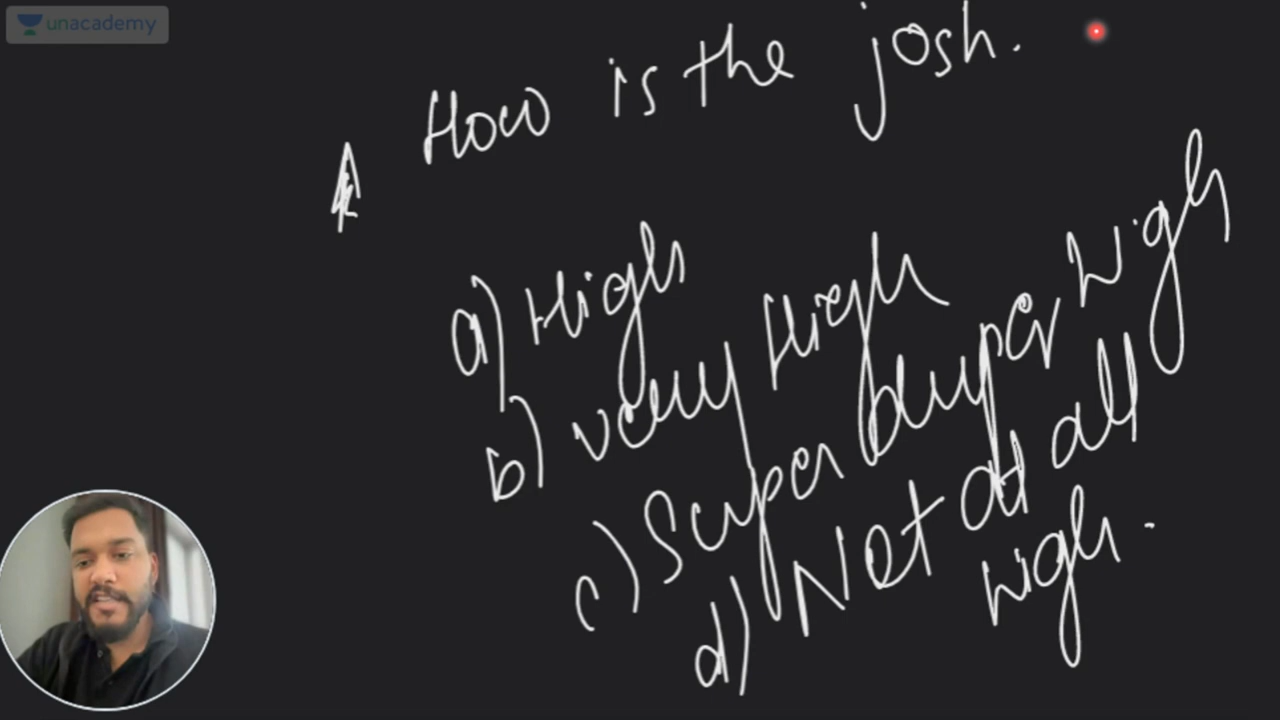 unacademy
How is the josh.
a) High
b) Very High
c) Super duper High
d) Not at all
High.